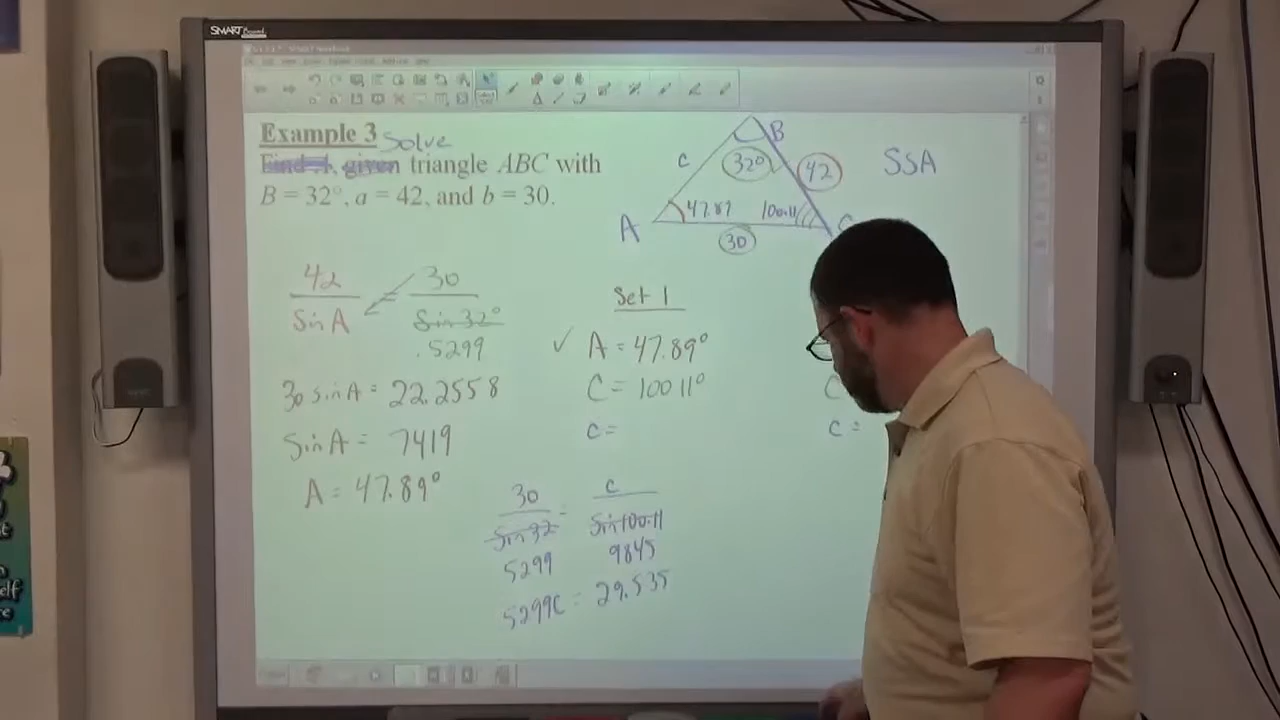 SMART Board
Example 3 Solve
Find A, given triangle ABC with
B = 32°, a = 42, and b = 30.
B
c
32°
42
SSA
A
47.89
100.11
C
30
42 / Sin A = 30 / Sin 32°
.5299
30 sin A = 22.2558
Sin A = 7419
A = 47.89°
Set 1
✓ A = 47.89°
C = 100 11°
c =
30 / Sin 32 = c / Sin 100.11
5299 9845
5299C = 29.535
C
c =